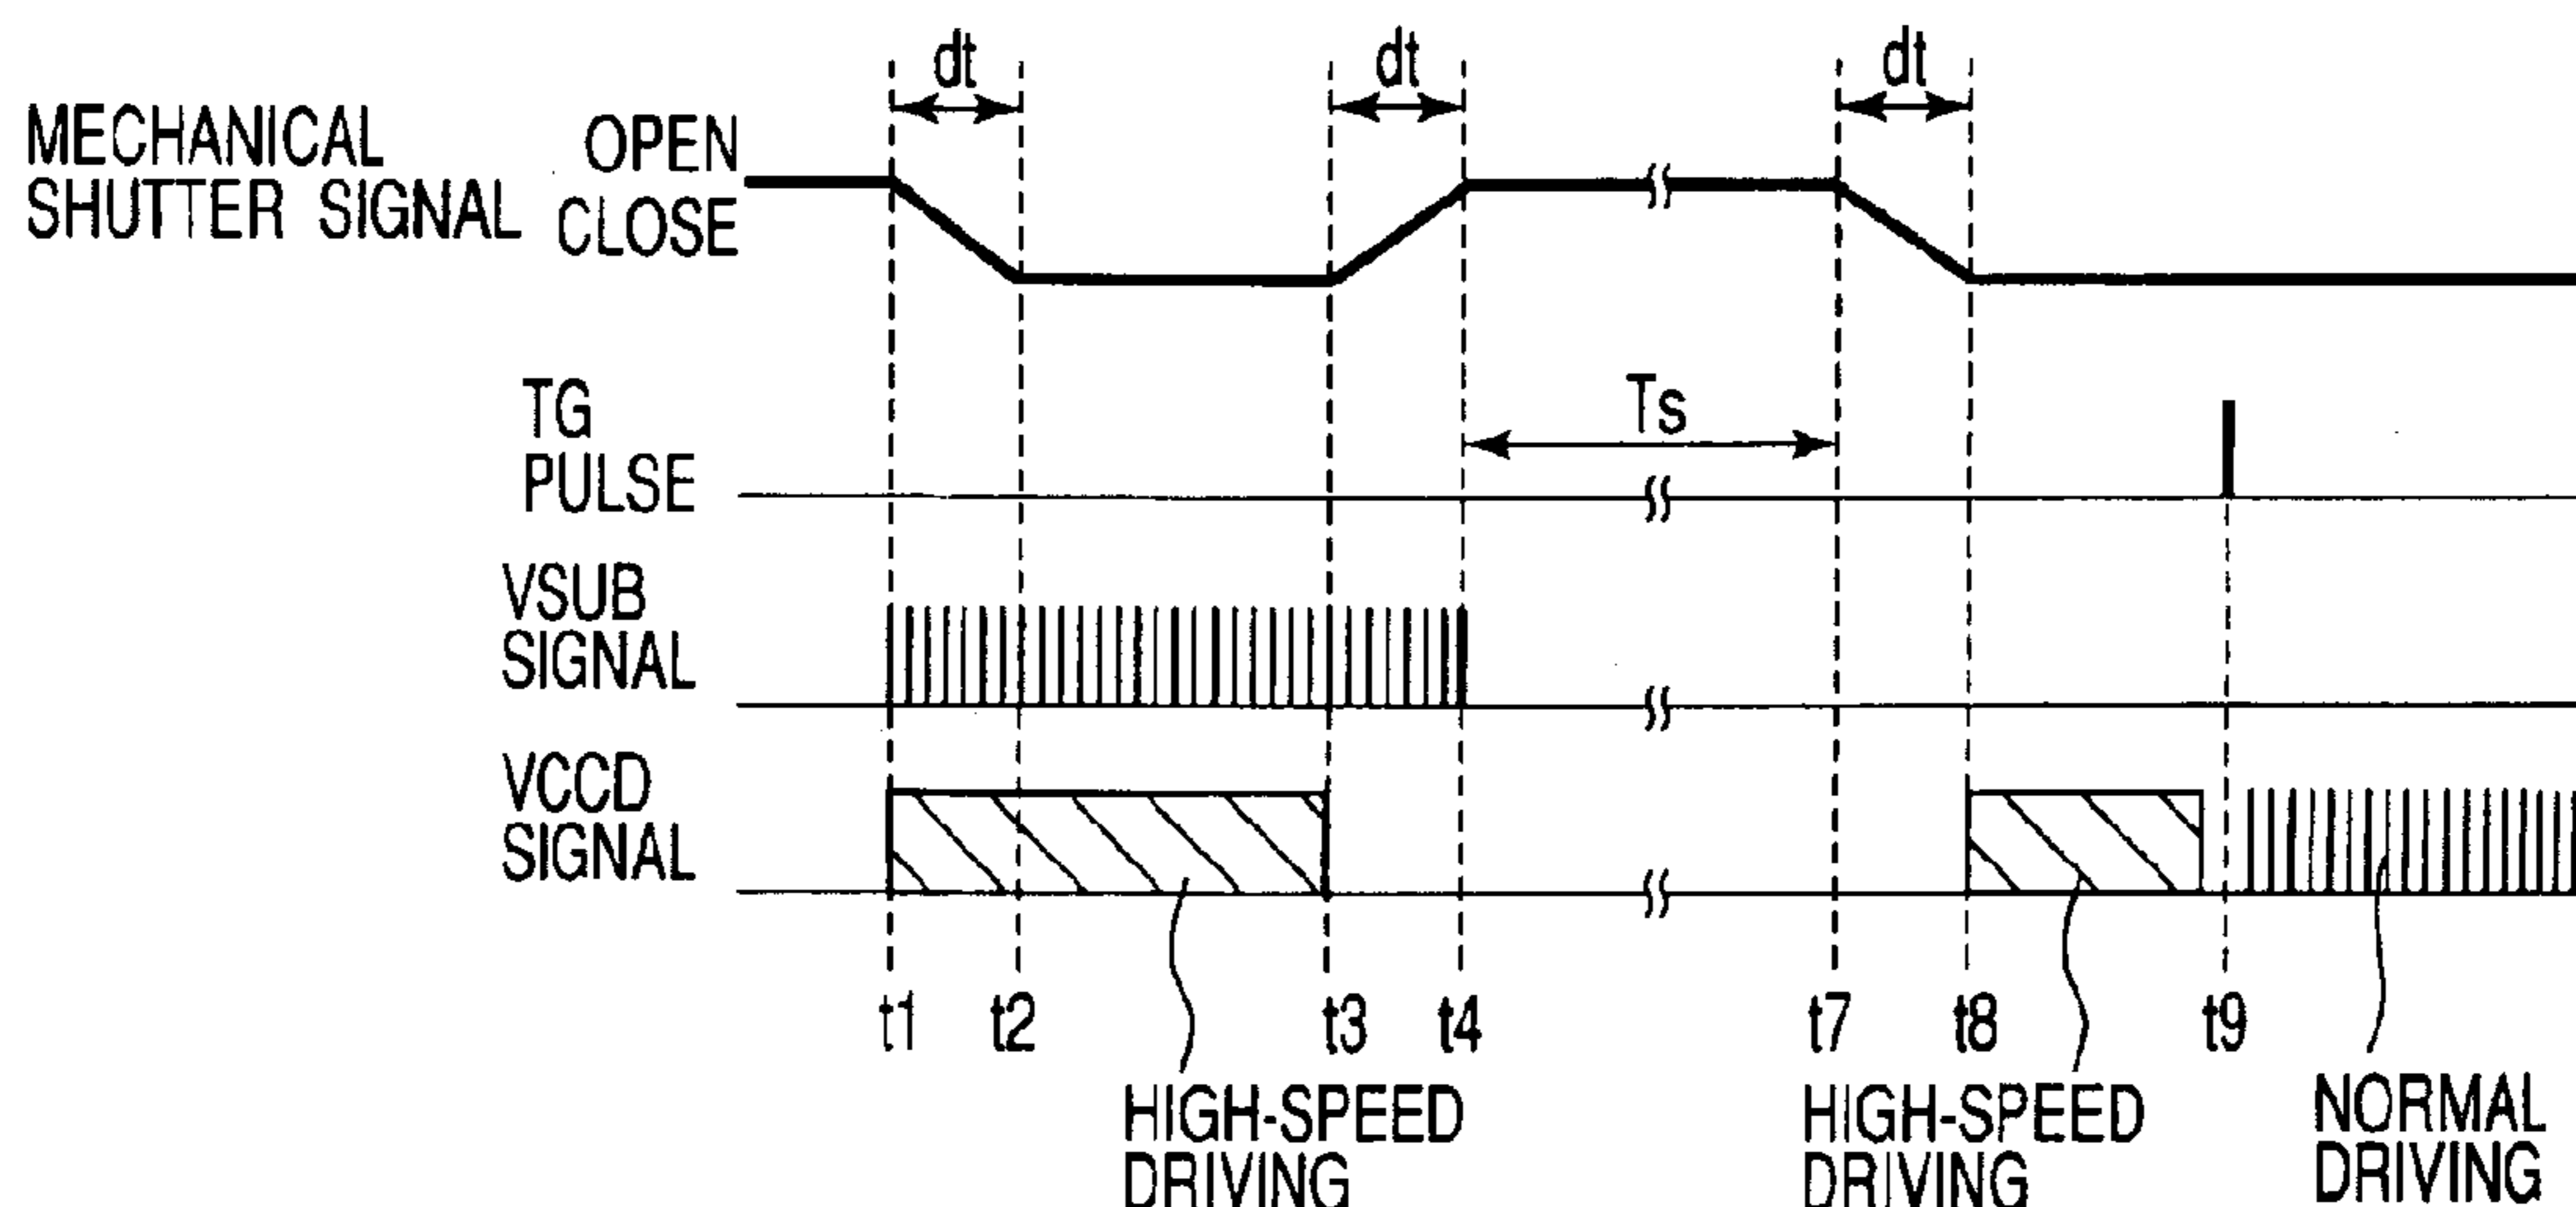 dt dt dt
MECHANICAL
SHUTTER SIGNAL
OPEN
CLOSE
TG
PULSE
Ts
VSUB
SIGNAL
VCCD
SIGNAL
t1 t2 t3 t4 t7 t8 t9
HIGH-SPEED
DRIVING
HIGH-SPEED
DRIVING
NORMAL
DRIVING